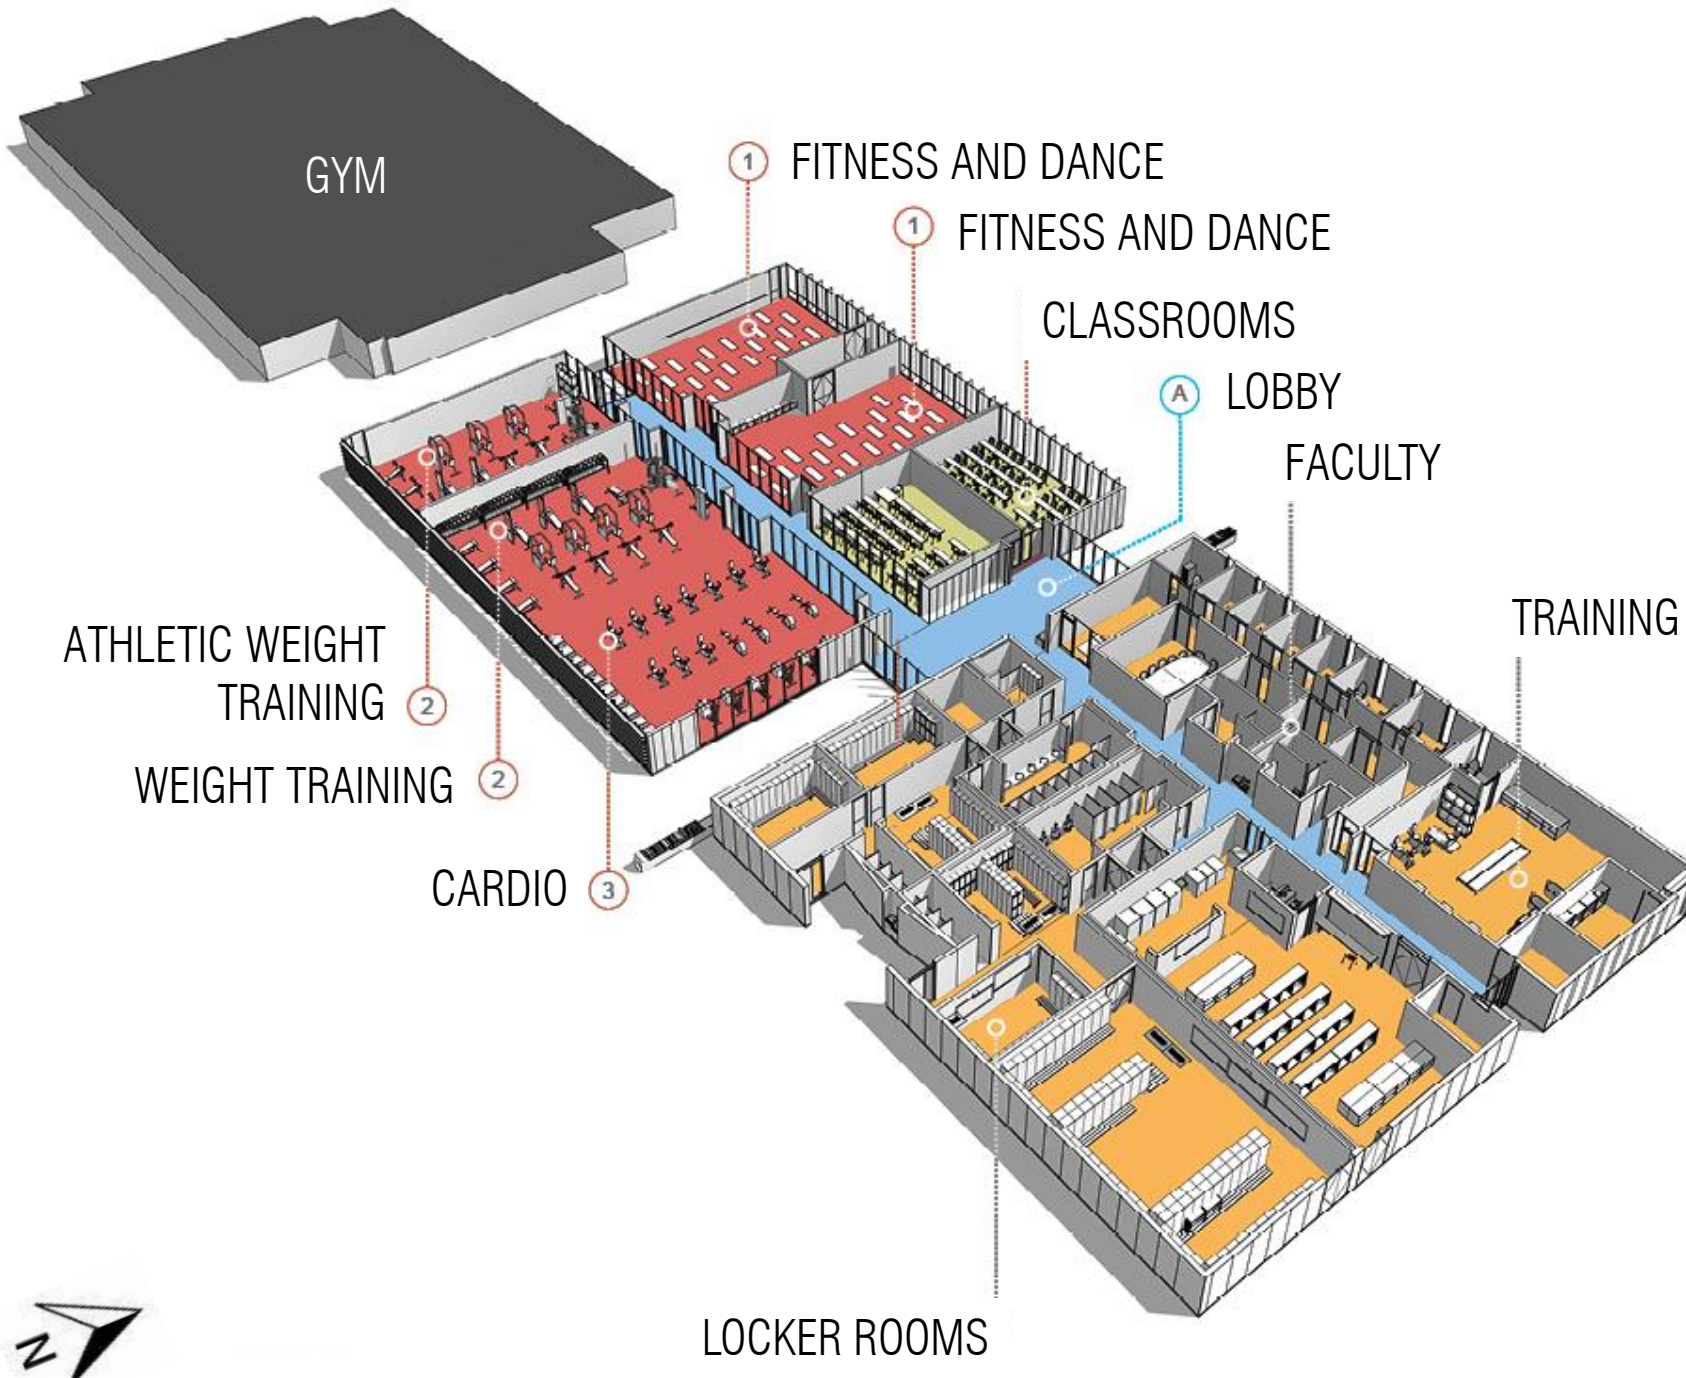 GYM
1 FITNESS AND DANCE
1 FITNESS AND DANCE
CLASSROOMS
A LOBBY
FACULTY
TRAINING
ATHLETIC WEIGHT
TRAINING 2
WEIGHT TRAINING 2
CARDIO 3
LOCKER ROOMS
N